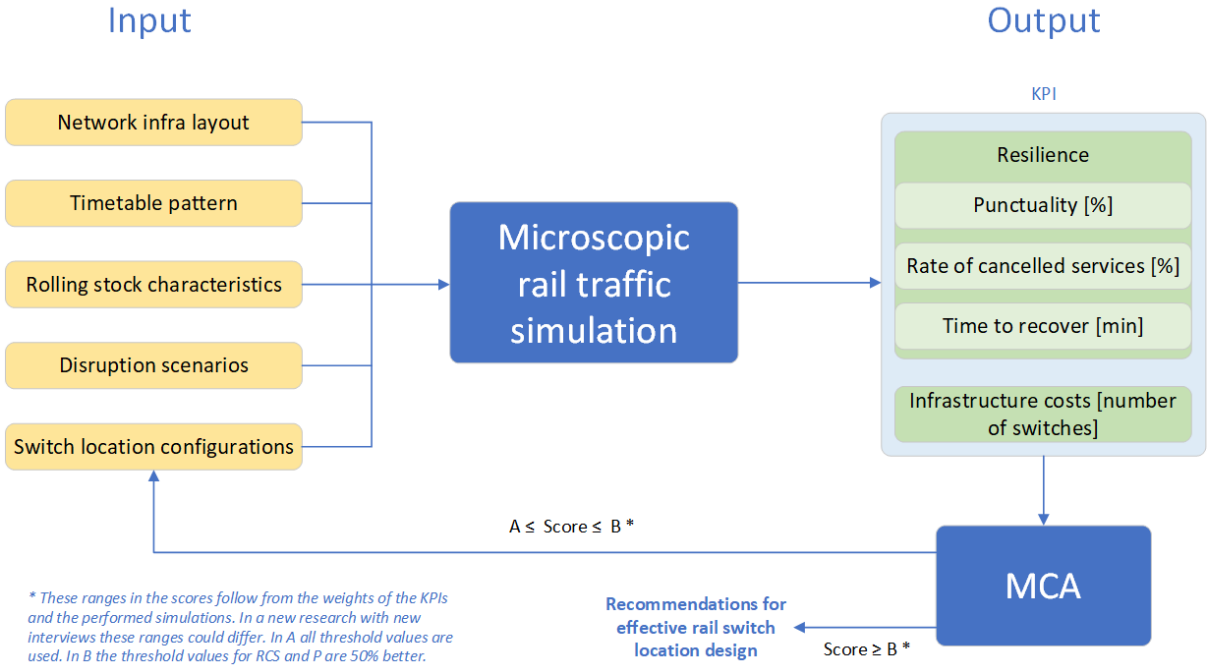 Input
Output
KPI
Network infra layout
Timetable pattern
Rolling stock characteristics
Disruption scenarios
Switch location configurations
Microscopic
rail traffic
simulation
Resilience
Punctuality [%]
Rate of cancelled services [%]
Time to recover [min]
Infrastructure costs [number
of switches]
A ≤ Score ≤ B *
MCA
* These ranges in the scores follow from the weights of the KPIs
and the performed simulations. In a new research with new
interviews these ranges could differ. In A all threshold values are
used. In B the threshold values for RCS and P are 50% better.
Recommendations for
effective rail switch
location design
Score ≥ B *